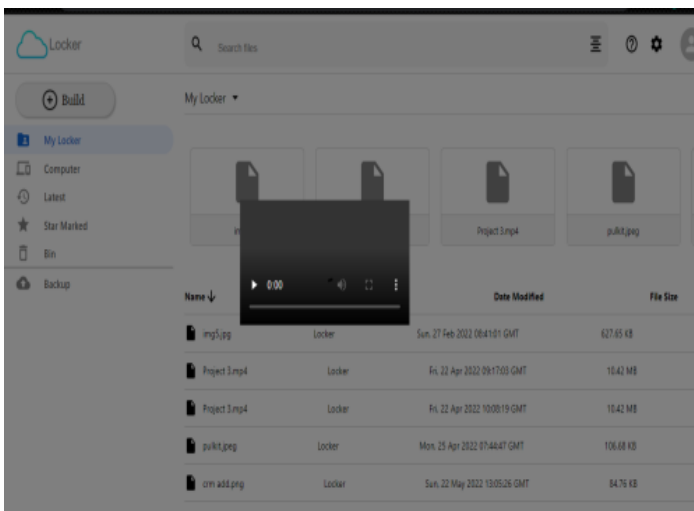 Locker
Search files
Build
My Locker
My Locker
Computer
Latest
Star Marked
Bin
Backup
Project 3.mp4
pulkit.jpeg
0:00
Name
Date Modified
File Size
img5.jpg Locker Sun, 27 Feb 2022 08:41:01 GMT 627.65 KB
Project 3.mp4 Locker Fri, 22 Apr 2022 09:17:03 GMT 10.42 MB
Project 3.mp4 Locker Fri, 22 Apr 2022 10:08:19 GMT 10.42 MB
pulkit.jpeg Locker Mon, 25 Apr 2022 07:44:47 GMT 106.68 KB
crm add.png Locker Sun, 22 May 2022 13:05:26 GMT 84.76 KB